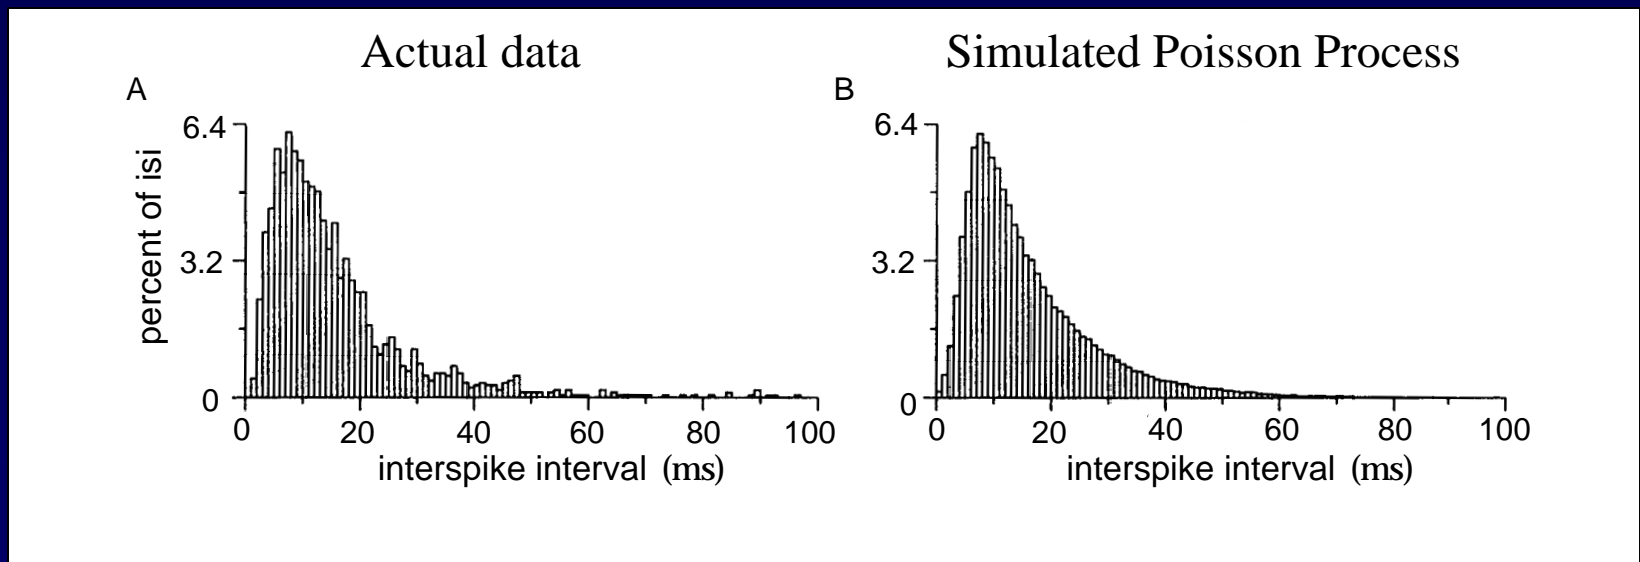 Actual data
A
6.4
3.2
0
percent of isi
0 20 40 60 80 100
interspike interval (ms)
Simulated Poisson Process
B
6.4
3.2
0
0 20 40 60 80 100
interspike interval (ms)